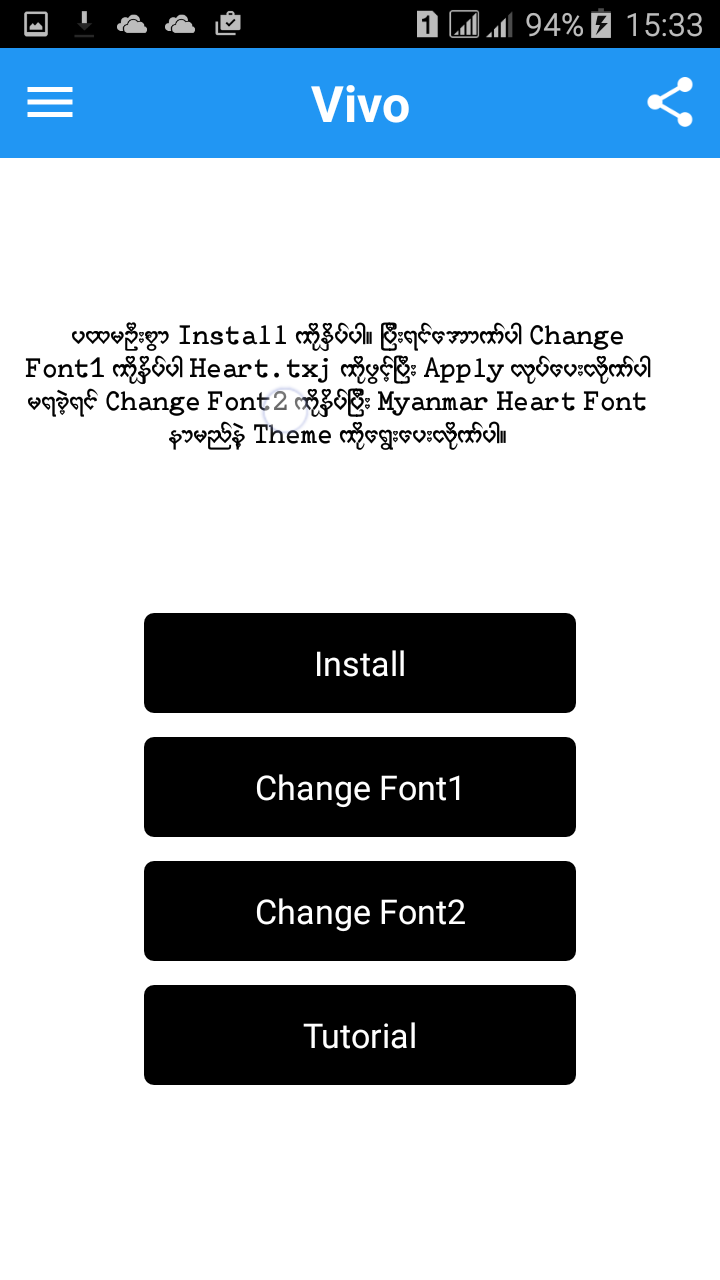 94% 15:33
Vivo
ပထမဦးစွာ Install ကိုနှိပ်ပါ။ ပြီးရင်အောာက်ပါ Change
Font1 ကိုနှိပ်ပါ Heart.txj ကိုဖွင့်ပြီး Apply လုပ်ပေးလိုက်ပါ
မရခဲ့ရင် Change Font2 ကိုနှိပ်ပြီး Myanmar Heart Font
နာမည်နဲ့ Theme ကိုရွေးပေးလိုက်ပါ။
Install
Change Font1
Change Font2
Tutorial